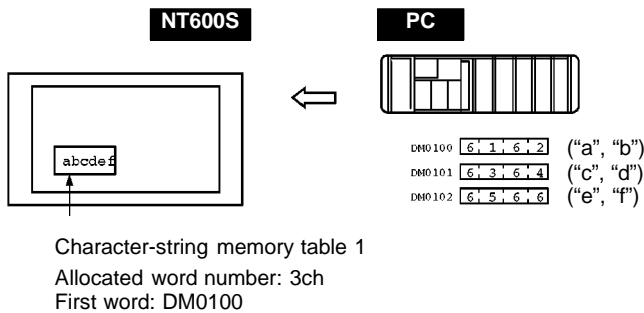 NT600S
PC
abcdef
DM0100 6 1 6 2 (“a”, “b”)
DM0101 6 3 6 4 (“c”, “d”)
DM0102 6 5 6 6 (“e”, “f”)
Character-string memory table 1
Allocated word number: 3ch
First word: DM0100